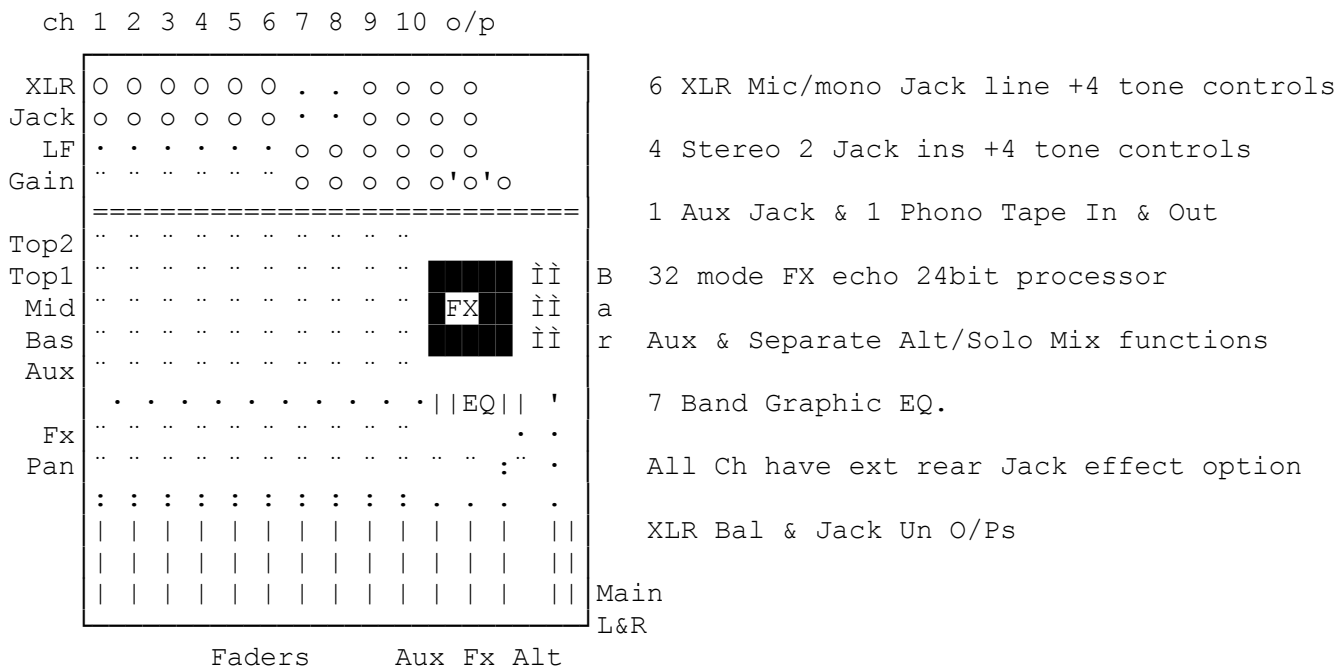 ch 1 2 3 4 5 6 7 8 9 10 o/p
XLR O O O O O O . . o o o o 6 XLR Mic/mono Jack line +4 tone controls
Jack o o o o o o · · o o o o
LF · · · · · · o o o o o o 4 Stereo 2 Jack ins +4 tone controls
Gain ¨ ¨ ¨ ¨ ¨ ¨ o o o o o'o'o
============================= 1 Aux Jack & 1 Phono Tape In & Out
Top2 ¨ ¨ ¨ ¨ ¨ ¨ ¨ ¨ ¨ ¨
Top1 ¨ ¨ ¨ ¨ ¨ ¨ ¨ ¨ ¨ ¨ ÌÌ B 32 mode FX echo 24bit processor
Mid ¨ ¨ ¨ ¨ ¨ ¨ ¨ ¨ ¨ ¨ FX ÌÌ a
Bas ¨ ¨ ¨ ¨ ¨ ¨ ¨ ¨ ¨ ¨ ÌÌ r Aux & Separate Alt/Solo Mix functions
Aux ¨ ¨ ¨ ¨ ¨ ¨ ¨ ¨ ¨ ¨
· · · · · · · · · ·||EQ|| ' 7 Band Graphic EQ.
Fx ¨ ¨ ¨ ¨ ¨ ¨ ¨ ¨ ¨ ¨ · ·
Pan ¨ ¨ ¨ ¨ ¨ ¨ ¨ ¨ ¨ ¨ ¨ ¨ :¨ · All Ch have ext rear Jack effect option
: : : : : : : : : : . . . .
| | | | | | | | | | | | | || XLR Bal & Jack Un O/Ps
| | | | | | | | | | | | | ||
| | | | | | | | | | | | | || Main
L&R
Faders Aux Fx Alt